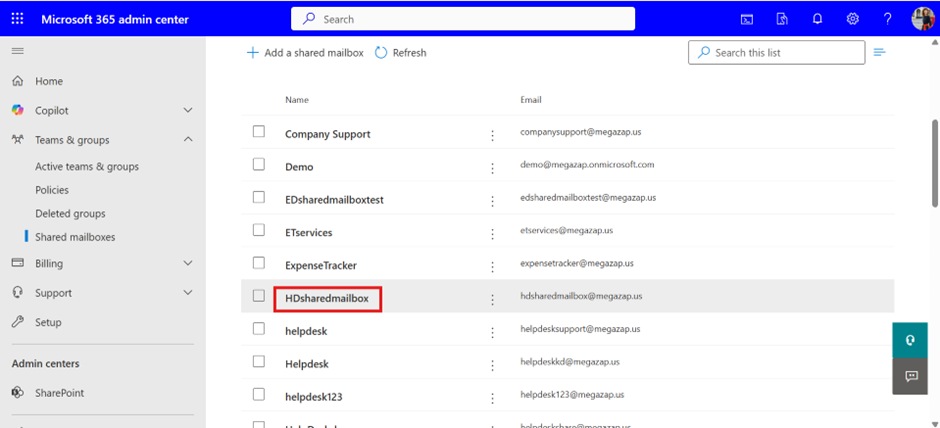 Microsoft 365 admin center
Search
Add a shared mailbox Refresh
Search this list
Home
Copilot
Teams & groups
Active teams & groups
Policies
Deleted groups
Shared mailboxes
Billing
Support
Setup
Admin centers
SharePoint
Name Email
Company Support companysupport@megazap.us
Demo demo@megazap.onmicrosoft.com
EDsharedmailboxtest edsharedmailboxtest@megazap.us
ETservices etservices@megazap.us
ExpenseTracker expensetracker@megazap.us
HDsharedmailbox hdsharedmailbox@megazap.us
helpdesk helpdesksupport@megazap.us
Helpdesk helpdeskkd@megazap.us
helpdesk123 helpdesk123@megazap.us